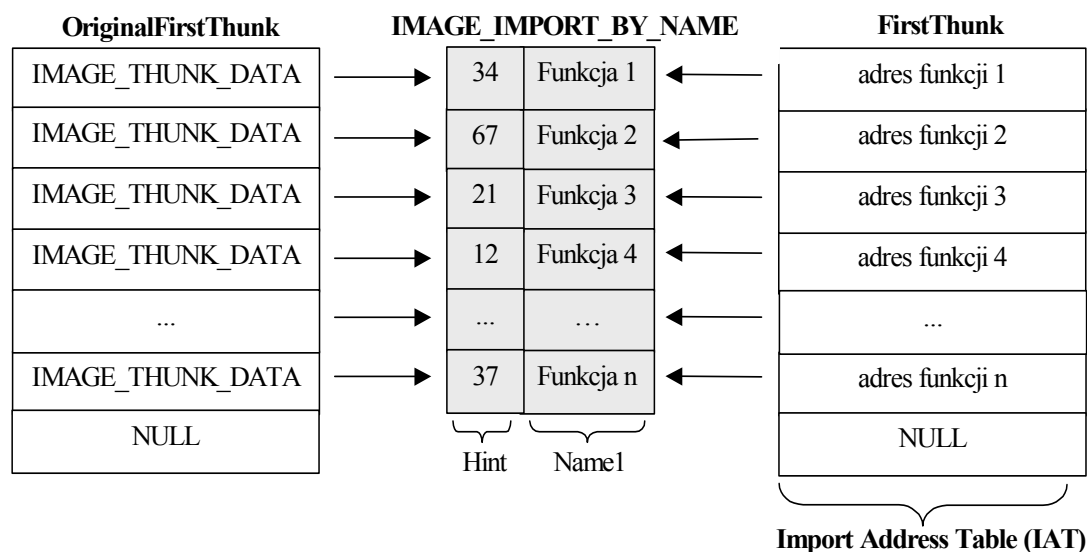 OriginalFirstThunk IMAGE_IMPORT_BY_NAME FirstThunk
IMAGE_THUNK_DATA 34 Funkcja 1 adres funkcji 1
IMAGE_THUNK_DATA 67 Funkcja 2 adres funkcji 2
IMAGE_THUNK_DATA 21 Funkcja 3 adres funkcji 3
IMAGE_THUNK_DATA 12 Funkcja 4 adres funkcji 4
... ... ... ...
IMAGE_THUNK_DATA 37 Funkcja n adres funkcji n
NULL NULL
Hint Name1
Import Address Table (IAT)